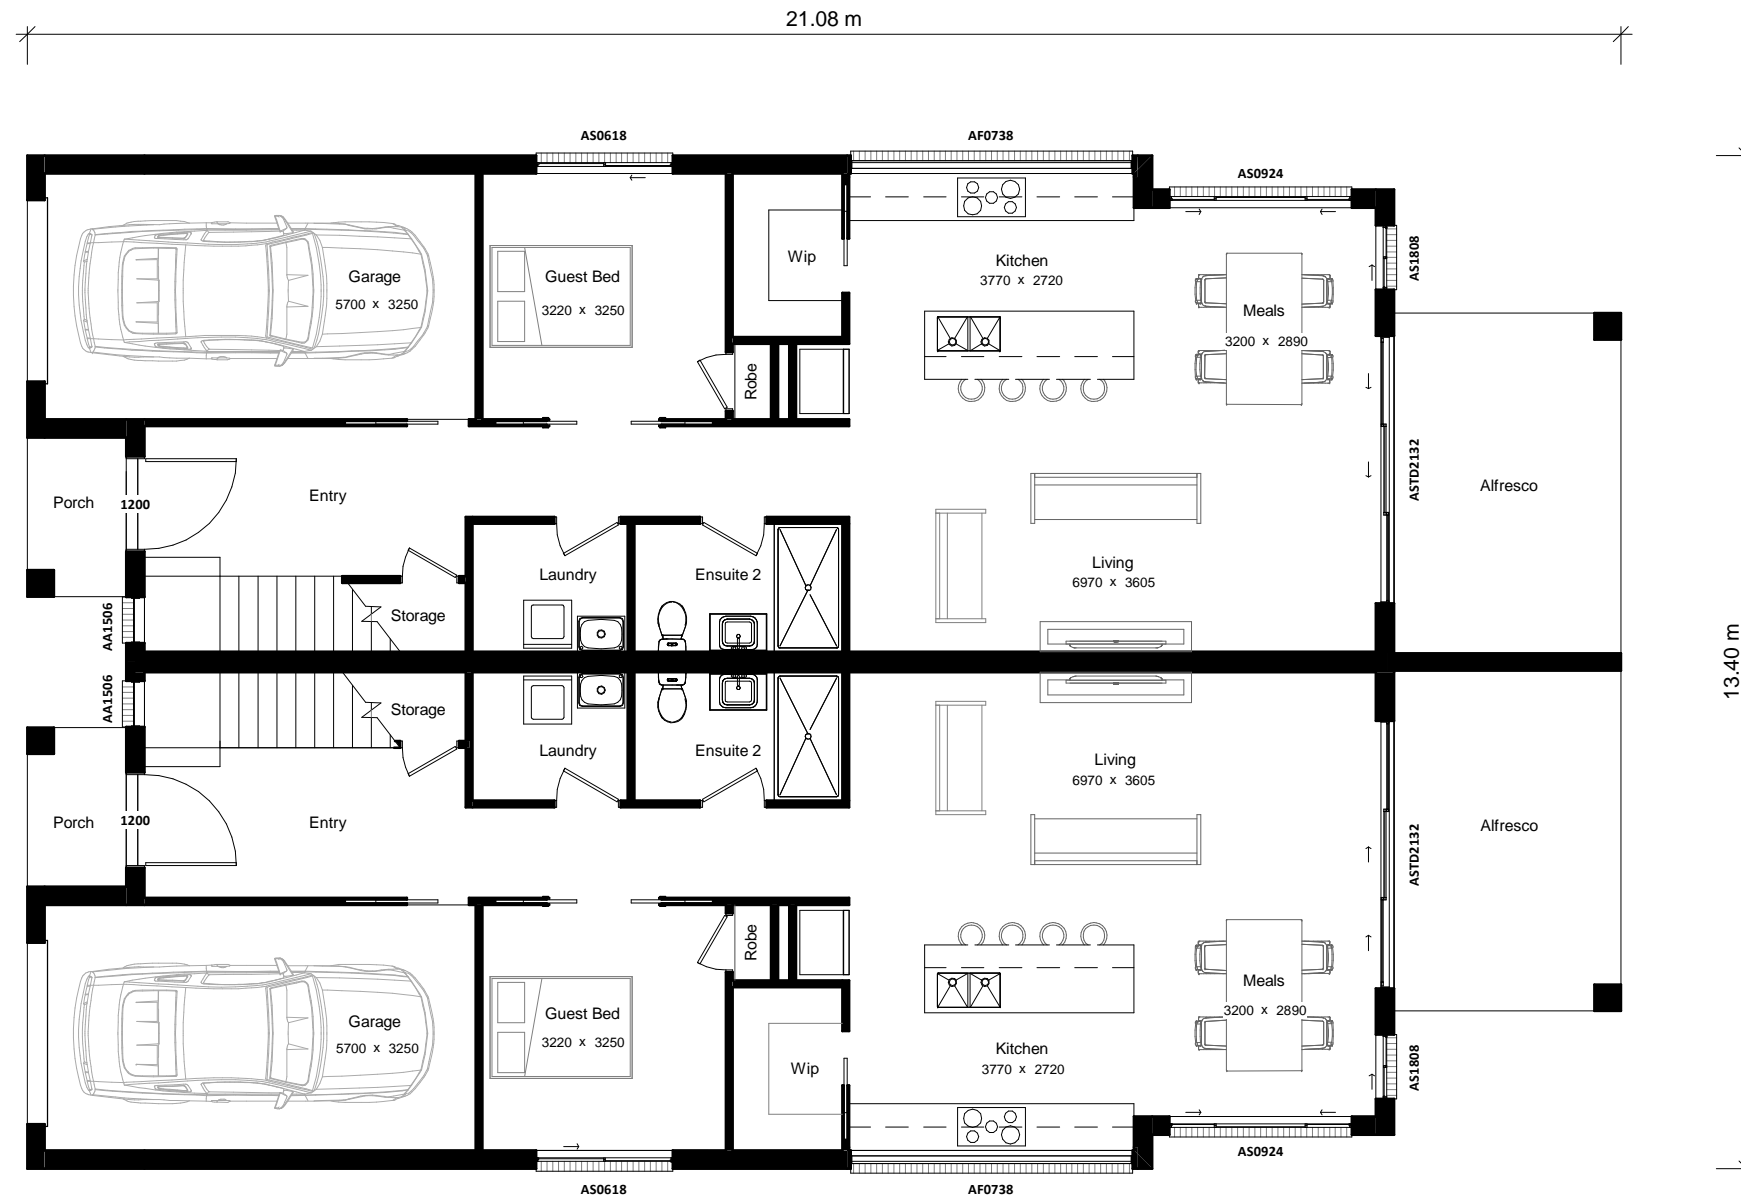 21.08 m
AS0618
AF0738
AS0924
AS1808
Garage
5700 x 3250
Guest Bed
3220 x 3250
Wip
Kitchen
3770 x 2720
Meals
3200 x 2890
Robe
ASTD2132
Alfresco
Porch
1200
Entry
Laundry
Ensuite 2
Living
6970 x 3605
Storage
AA1506
13.40 m
AA1506
Storage
Laundry
Ensuite 2
Living
6970 x 3605
Porch
1200
Entry
Alfresco
ASTD2132
Robe
Garage
5700 x 3250
Guest Bed
3220 x 3250
Wip
Kitchen
3770 x 2720
Meals
3200 x 2890
AS1808
AS0924
AS0618
AF0738